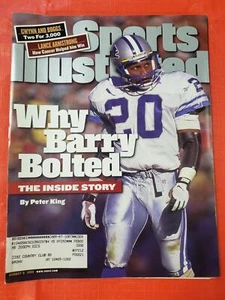 GWYNN AND BOGGS
Two For 3,000
LANCE ARMSTRONG
How Cancer Helped Him Win
Sports
Illustrated
20
Why
Barry
Bolted
THE INSIDE STORY
By Peter King